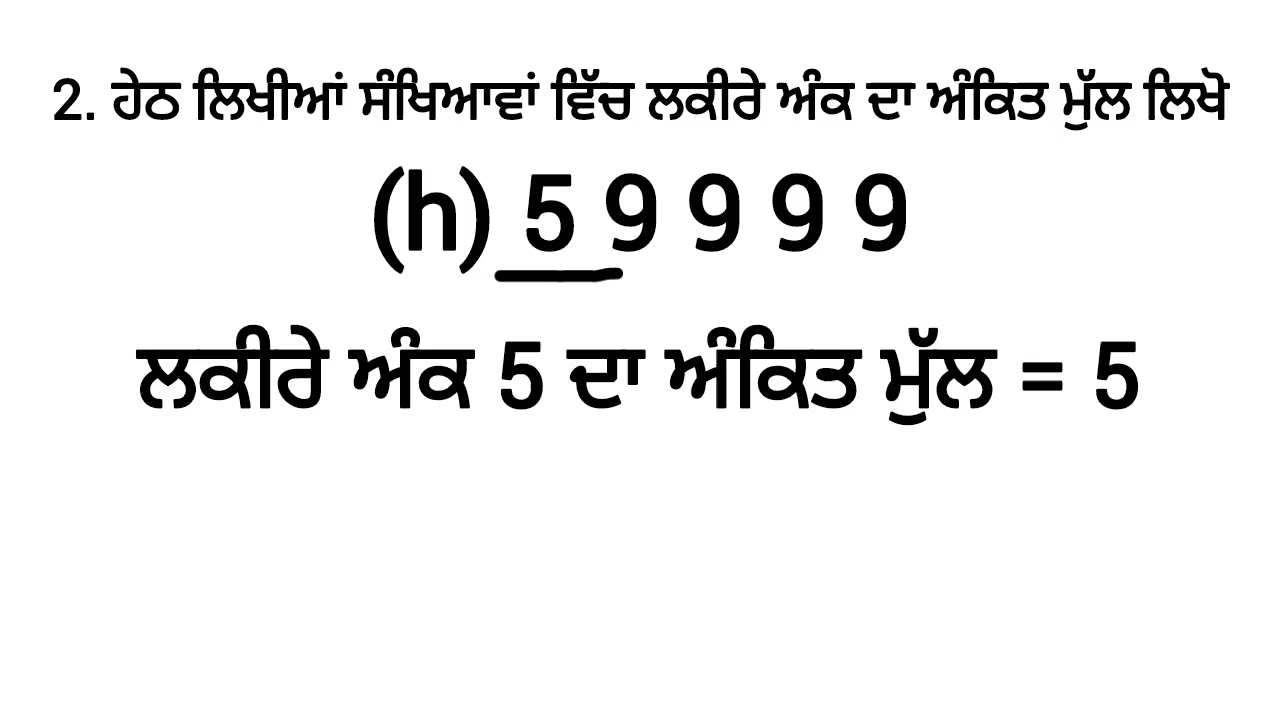 2. ਹੇਠ ਲਿਖੀਆਂ ਸੰਖਿਆਵਾਂ ਵਿੱਚ ਲਕੀਰੇ ਅੰਕ ਦਾ ਅੰਕਿਤ ਮੁੱਲ ਲਿਖੋ
(h) 5 9 9 9 9
ਲਕੀਰੇ ਅੰਕ 5 ਦਾ ਅੰਕਿਤ ਮੁੱਲ = 5